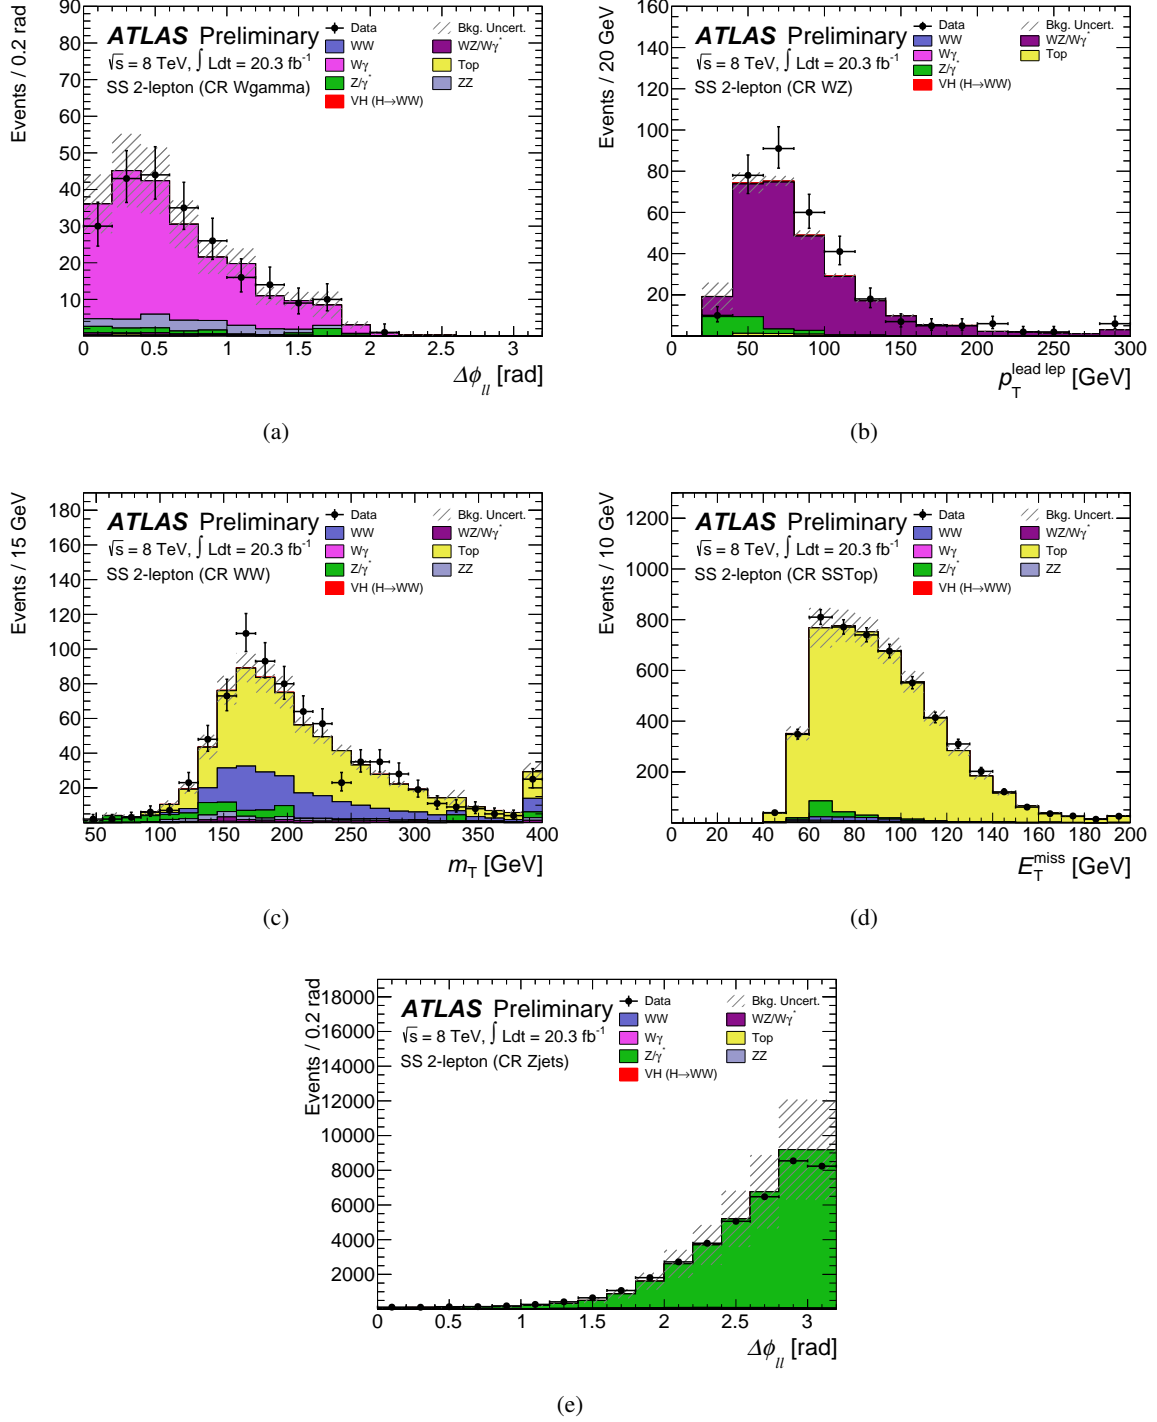 Events / 0.2 rad
90
80
70
60
50
40
30
20
10
0 0.5 1 1.5 2 2.5 3
Δϕll [rad]
ATLAS Preliminary
√s = 8 TeV, ∫ Ldt = 20.3 fb⁻¹
SS 2-lepton (CR Wgamma)
Data Bkg. Uncert.
WW WZ/Wγ*
Wγ Top
Z/γ* ZZ
VH (H→WW)
(a)
Events / 20 GeV
160
140
120
100
80
60
40
20
0 50 100 150 200 250 300
pT^lead lep [GeV]
ATLAS Preliminary
√s = 8 TeV, ∫ Ldt = 20.3 fb⁻¹
SS 2-lepton (CR WZ)
Data Bkg. Uncert.
WW WZ/Wγ*
Wγ Top
Z/γ* ZZ
VH (H→WW)
(b)
Events / 15 GeV
180
160
140
120
100
80
60
40
20
50 100 150 200 250 300 350 400
mT [GeV]
ATLAS Preliminary
√s = 8 TeV, ∫ Ldt = 20.3 fb⁻¹
SS 2-lepton (CR WW)
Data Bkg. Uncert.
WW WZ/Wγ*
Wγ Top
Z/γ* ZZ
VH (H→WW)
(c)
Events / 10 GeV
1200
1000
800
600
400
200
0 20 40 60 80 100 120 140 160 180 200
ET^miss [GeV]
ATLAS Preliminary
√s = 8 TeV, ∫ Ldt = 20.3 fb⁻¹
SS 2-lepton (CR SSTop)
Data Bkg. Uncert.
WW WZ/Wγ*
Wγ Top
Z/γ* ZZ
VH (H→WW)
(d)
Events / 0.2 rad
18000
16000
14000
12000
10000
8000
6000
4000
2000
0 0.5 1 1.5 2 2.5 3
Δϕll [rad]
ATLAS Preliminary
√s = 8 TeV, ∫ Ldt = 20.3 fb⁻¹
SS 2-lepton (CR Zjets)
Data Bkg. Uncert.
WW WZ/Wγ*
Wγ Top
Z/γ* ZZ
VH (H→WW)
(e)